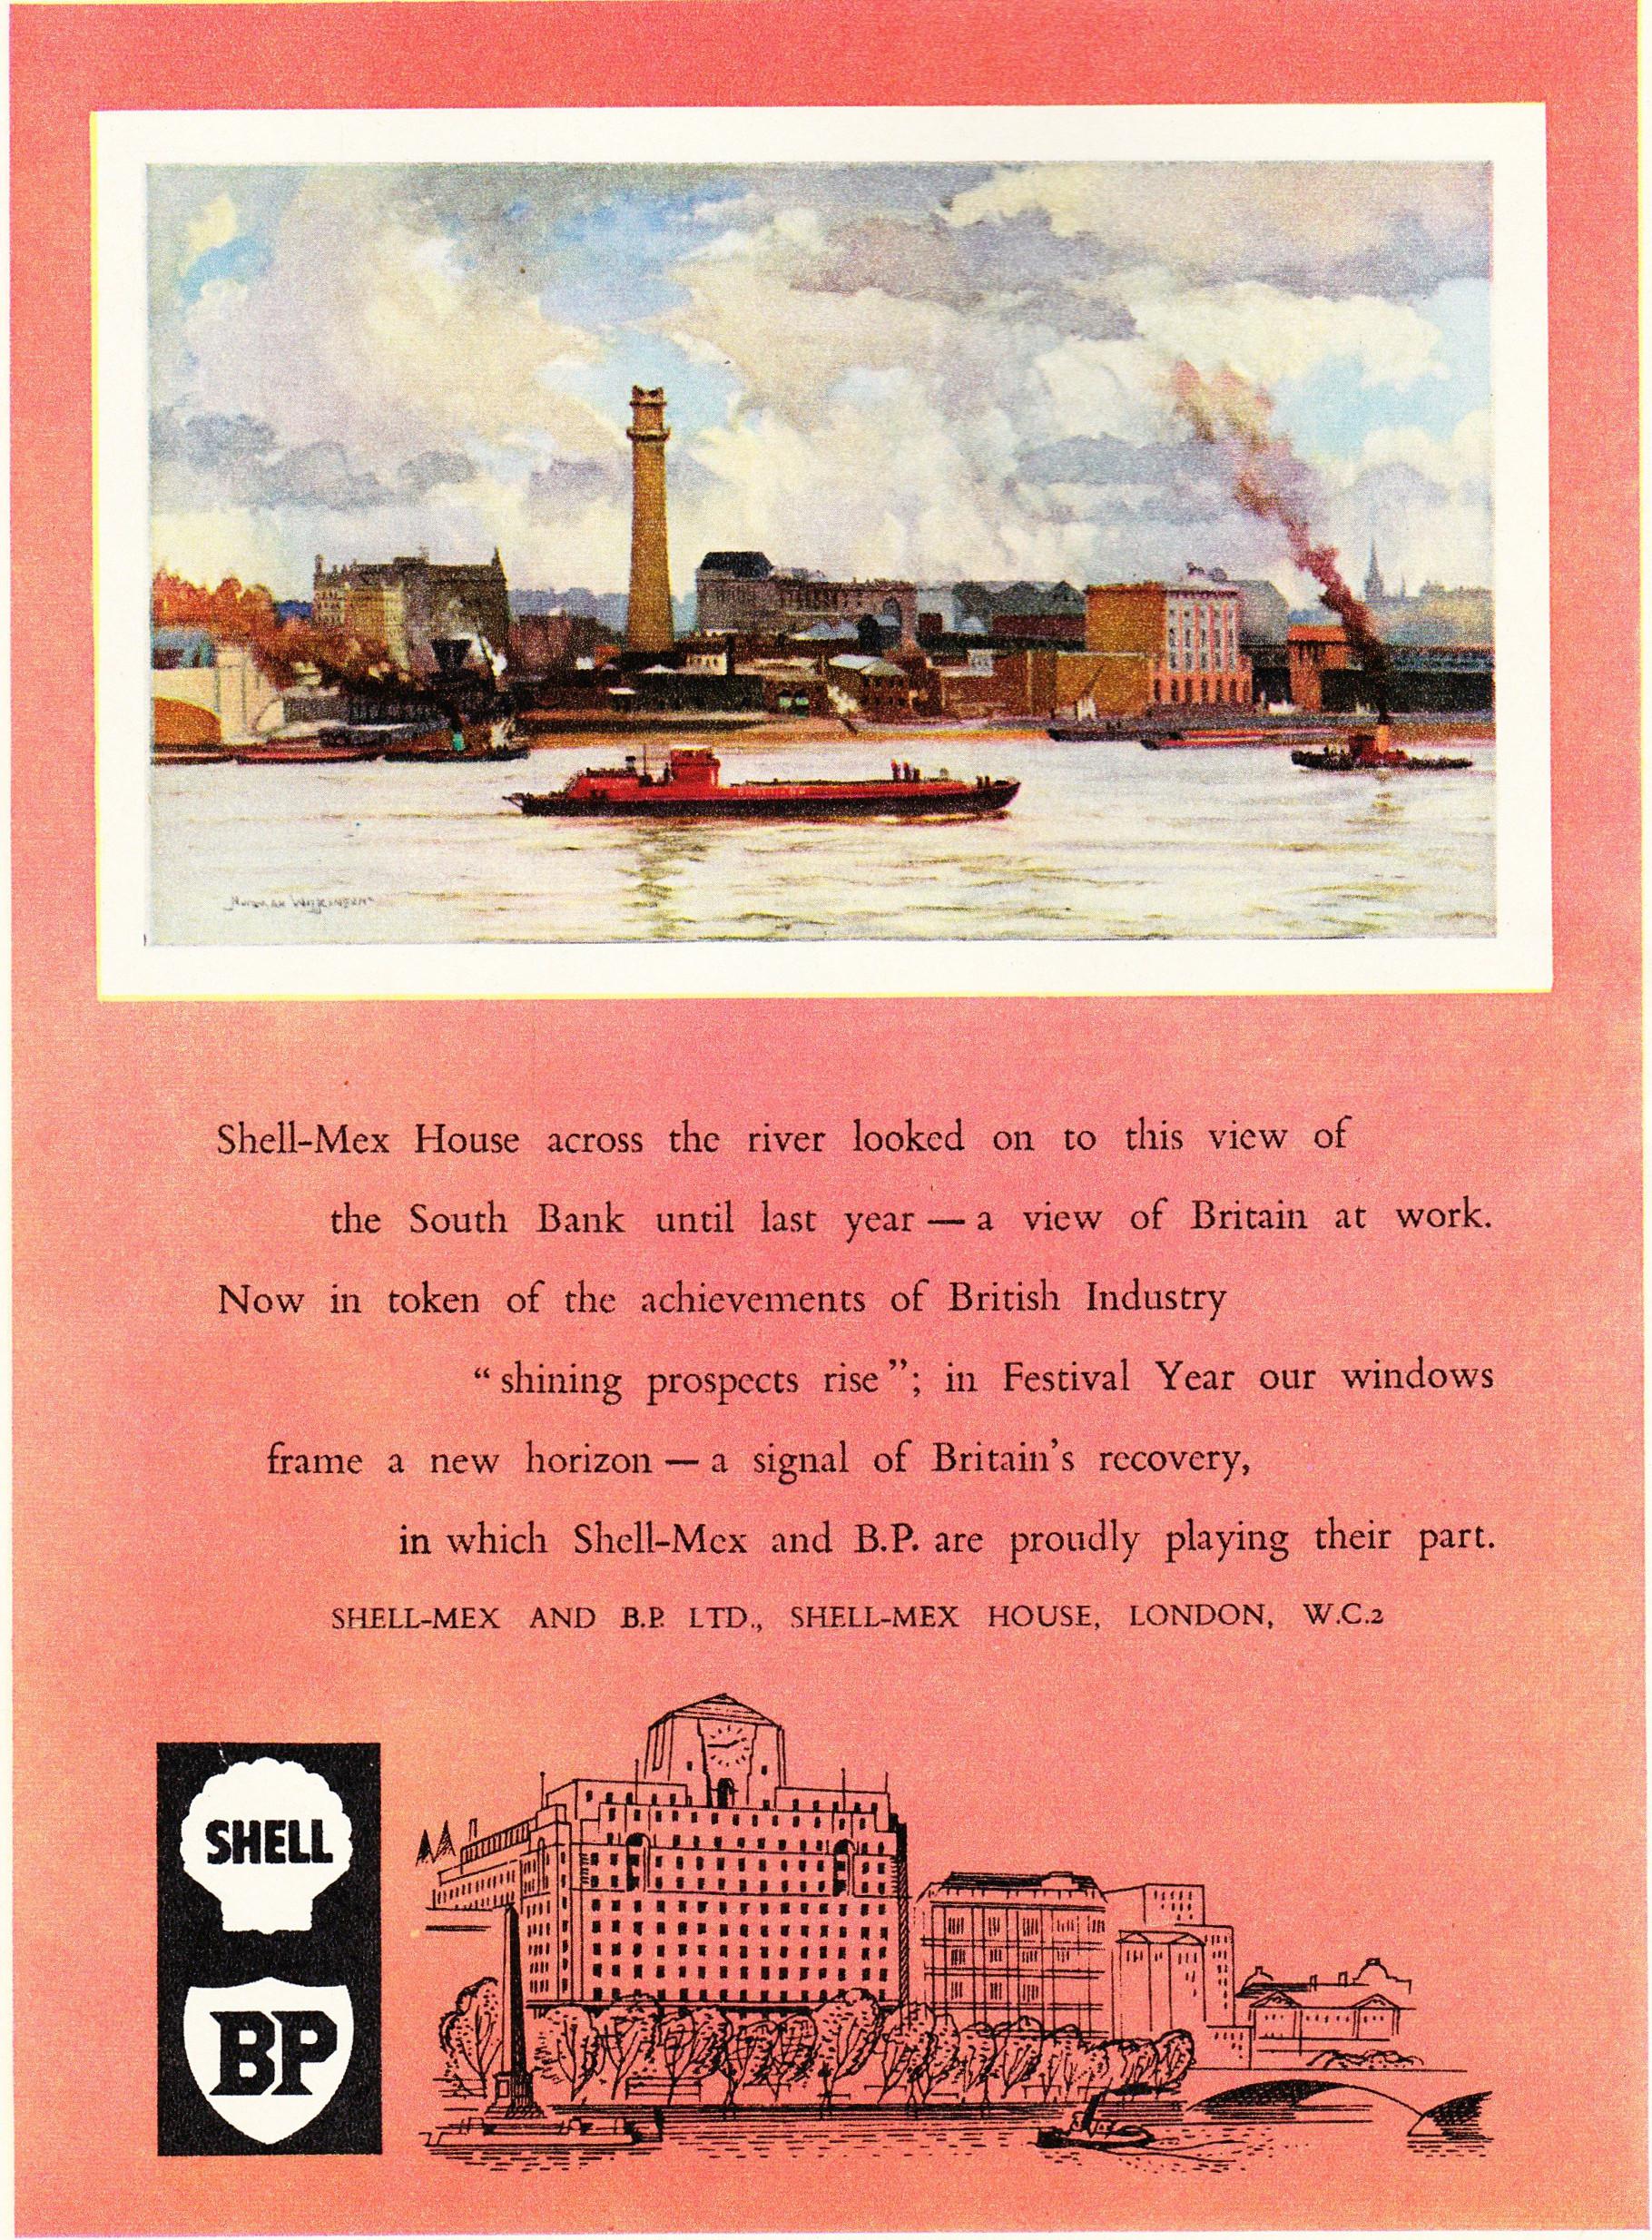 NORMAN WILKINSON
Shell-Mex House across the river looked on to this view of
the South Bank until last year — a view of Britain at work.
Now in token of the achievements of British Industry
“shining prospects rise”; in Festival Year our windows
frame a new horizon — a signal of Britain’s recovery,
in which Shell-Mex and B.P. are proudly playing their part.
SHELL-MEX AND B.P. LTD., SHELL-MEX HOUSE, LONDON, W.C.2
SHELL
BP